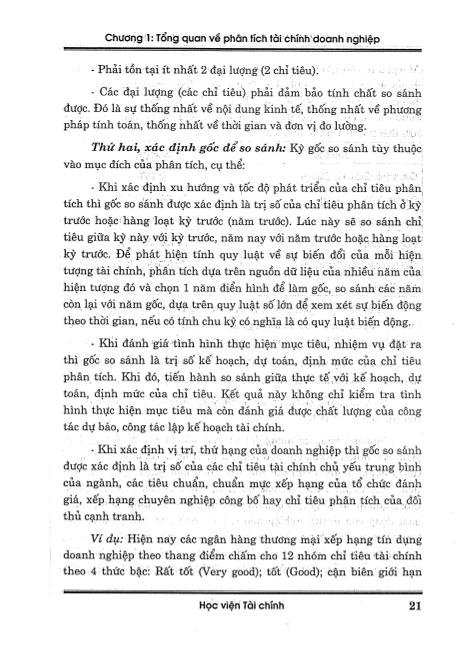 Chương 1: Tổng quan về phân tích tài chính doanh nghiệp
- Phải tồn tại ít nhất 2 đại lượng (2 chỉ tiêu).
- Các đại lượng (các chỉ tiêu) phải đảm bảo tính chất so sánh
được. Đó là sự thống nhất về nội dung kinh tế, thống nhất về phương
pháp tính toán, thống nhất về thời gian và đơn vị đo lường.
Thứ hai, xác định gốc để so sánh: Kỳ gốc so sánh tùy thuộc
vào mục đích của phân tích, cụ thể:
- Khi xác định xu hướng và tốc độ phát triển của chỉ tiêu phân
tích thì gốc so sánh được xác định là trị số của chỉ tiêu phân tích ở kỳ
trước hoặc hàng loạt kỳ trước (năm trước). Lúc này sẽ so sánh chỉ
tiêu giữa kỳ này với kỳ trước, năm nay với năm trước hoặc hàng loạt
kỳ trước. Để phát hiện tính quy luật về sự biến đổi của mỗi hiện
tượng tài chính, phân tích dựa trên nguồn dữ liệu của nhiều năm của
hiện tượng đó và chọn 1 năm điển hình để làm gốc, so sánh các năm
còn lại với năm gốc, dựa trên quy luật số lớn để xem xét sự biến động
theo thời gian, nếu có tính chu kỳ có nghĩa là có quy luật biến động.
- Khi đánh giá tình hình thực hiện mục tiêu, nhiệm vụ đặt ra
thì gốc so sánh là trị số kế hoạch, dự toán, định mức của chỉ tiêu
phân tích. Khi đó, tiến hành so sánh giữa thực tế với kế hoạch, dự
toán, định mức của chỉ tiêu. Kết quả này không chỉ kiểm tra tình
hình thực hiện mục tiêu mà còn đánh giá được chất lượng của công
tác dự báo, công tác lập kế hoạch tài chính.
- Khi xác định vị trí, thứ hạng của doanh nghiệp thì gốc so sánh
được xác định là trị số của các chỉ tiêu tài chính chủ yếu trung bình
của ngành, các tiêu chuẩn, chuẩn mực xếp hạng của tổ chức đánh
giá, xếp hạng chuyên nghiệp công bố hay chỉ tiêu phân tích của đối
thủ cạnh tranh.
Ví dụ: Hiện nay các ngân hàng thương mại xếp hạng tín dụng
doanh nghiệp theo thang điểm chấm cho 12 nhóm chỉ tiêu tài chính
theo 4 thức bậc: Rất tốt (Very good); tốt (Good); cận biên giới hạn
Học viện Tài chính 21